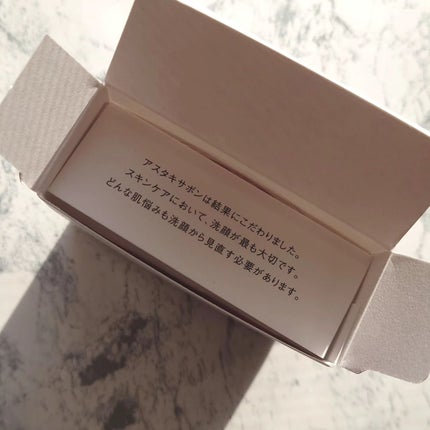 アスタキサボンは結果にこだわりました。
スキンケアにおいて、洗顔が最も大切です。
どんな肌悩みも洗顔から見直す必要があります。